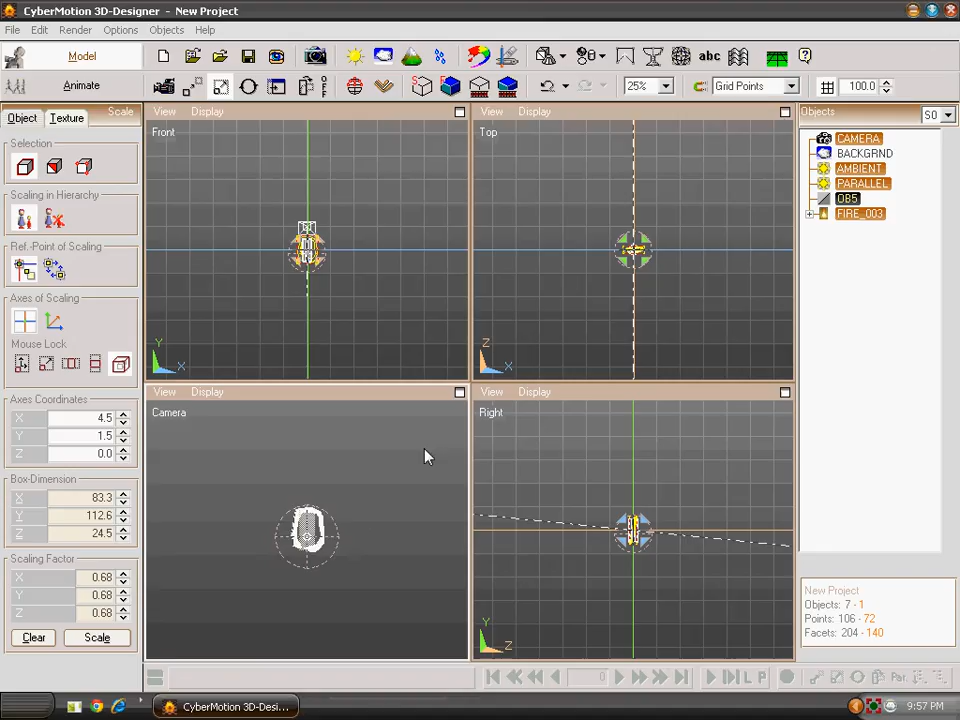 CyberMotion 3D-Designer - New Project
File Edit Render Options Objects Help
Model
abc
Animate
25%
Grid Points
100.0
Object Texture Scale
View Display
View Display
Objects
S0
Selection
Front
Top
CAMERA
BACKGRND
AMBIENT
PARALLEL
OB5
FIRE_003
Scaling in Hierarchy
Ref.-Point of Scaling
Axes of Scaling
Mouse Lock
Y
X
Z
X
View Display
View Display
Axes Coordinates
Camera
Right
X 4.5
Y 1.5
Z 0.0
Box-Dimension
X 83.3
Y 112.6
Z 24.5
Scaling Factor
X 0.68
Y 0.68
Z 0.68
Clear Scale
Y
Z
New Project
Objects: 7 - 1
Points: 106 - 72
Facets: 204 - 140
0
L P
Par.
CyberMotion 3D-Desi...
9:57 PM